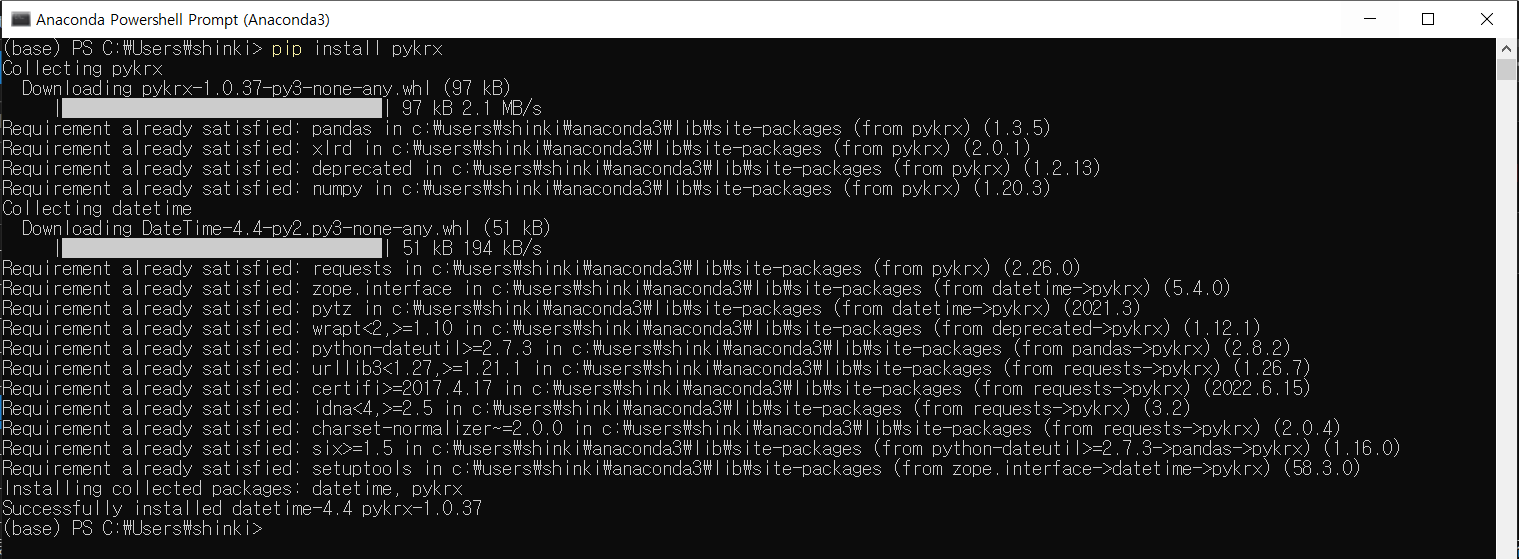 Anaconda Powershell Prompt (Anaconda3)
(base) PS C:₩Users₩shinki> pip install pykrx
Collecting pykrx
  Downloading pykrx-1.0.37-py3-none-any.whl (97 kB)
     |████████████████████████████████| 97 kB 2.1 MB/s
Requirement already satisfied: pandas in c:₩users₩shinki₩anaconda3₩lib₩site-packages (from pykrx) (1.3.5)
Requirement already satisfied: xlrd in c:₩users₩shinki₩anaconda3₩lib₩site-packages (from pykrx) (2.0.1)
Requirement already satisfied: deprecated in c:₩users₩shinki₩anaconda3₩lib₩site-packages (from pykrx) (1.2.13)
Requirement already satisfied: numpy in c:₩users₩shinki₩anaconda3₩lib₩site-packages (from pykrx) (1.20.3)
Collecting datetime
  Downloading DateTime-4.4-py2.py3-none-any.whl (51 kB)
     |████████████████████████████████| 51 kB 194 kB/s
Requirement already satisfied: requests in c:₩users₩shinki₩anaconda3₩lib₩site-packages (from pykrx) (2.26.0)
Requirement already satisfied: zope.interface in c:₩users₩shinki₩anaconda3₩lib₩site-packages (from datetime->pykrx) (5.4.0)
Requirement already satisfied: pytz in c:₩users₩shinki₩anaconda3₩lib₩site-packages (from datetime->pykrx) (2021.3)
Requirement already satisfied: wrapt<2,>=1.10 in c:₩users₩shinki₩anaconda3₩lib₩site-packages (from deprecated->pykrx) (1.12.1)
Requirement already satisfied: python-dateutil>=2.7.3 in c:₩users₩shinki₩anaconda3₩lib₩site-packages (from pandas->pykrx) (2.8.2)
Requirement already satisfied: urllib3<1.27,>=1.21.1 in c:₩users₩shinki₩anaconda3₩lib₩site-packages (from requests->pykrx) (1.26.7)
Requirement already satisfied: certifi>=2017.4.17 in c:₩users₩shinki₩anaconda3₩lib₩site-packages (from requests->pykrx) (2022.6.15)
Requirement already satisfied: idna<4,>=2.5 in c:₩users₩shinki₩anaconda3₩lib₩site-packages (from requests->pykrx) (3.2)
Requirement already satisfied: charset-normalizer~=2.0.0 in c:₩users₩shinki₩anaconda3₩lib₩site-packages (from requests->pykrx) (2.0.4)
Requirement already satisfied: six>=1.5 in c:₩users₩shinki₩anaconda3₩lib₩site-packages (from python-dateutil>=2.7.3->pandas->pykrx) (1.16.0)
Requirement already satisfied: setuptools in c:₩users₩shinki₩anaconda3₩lib₩site-packages (from zope.interface->datetime->pykrx) (58.3.0)
Installing collected packages: datetime, pykrx
Successfully installed datetime-4.4 pykrx-1.0.37
(base) PS C:₩Users₩shinki>